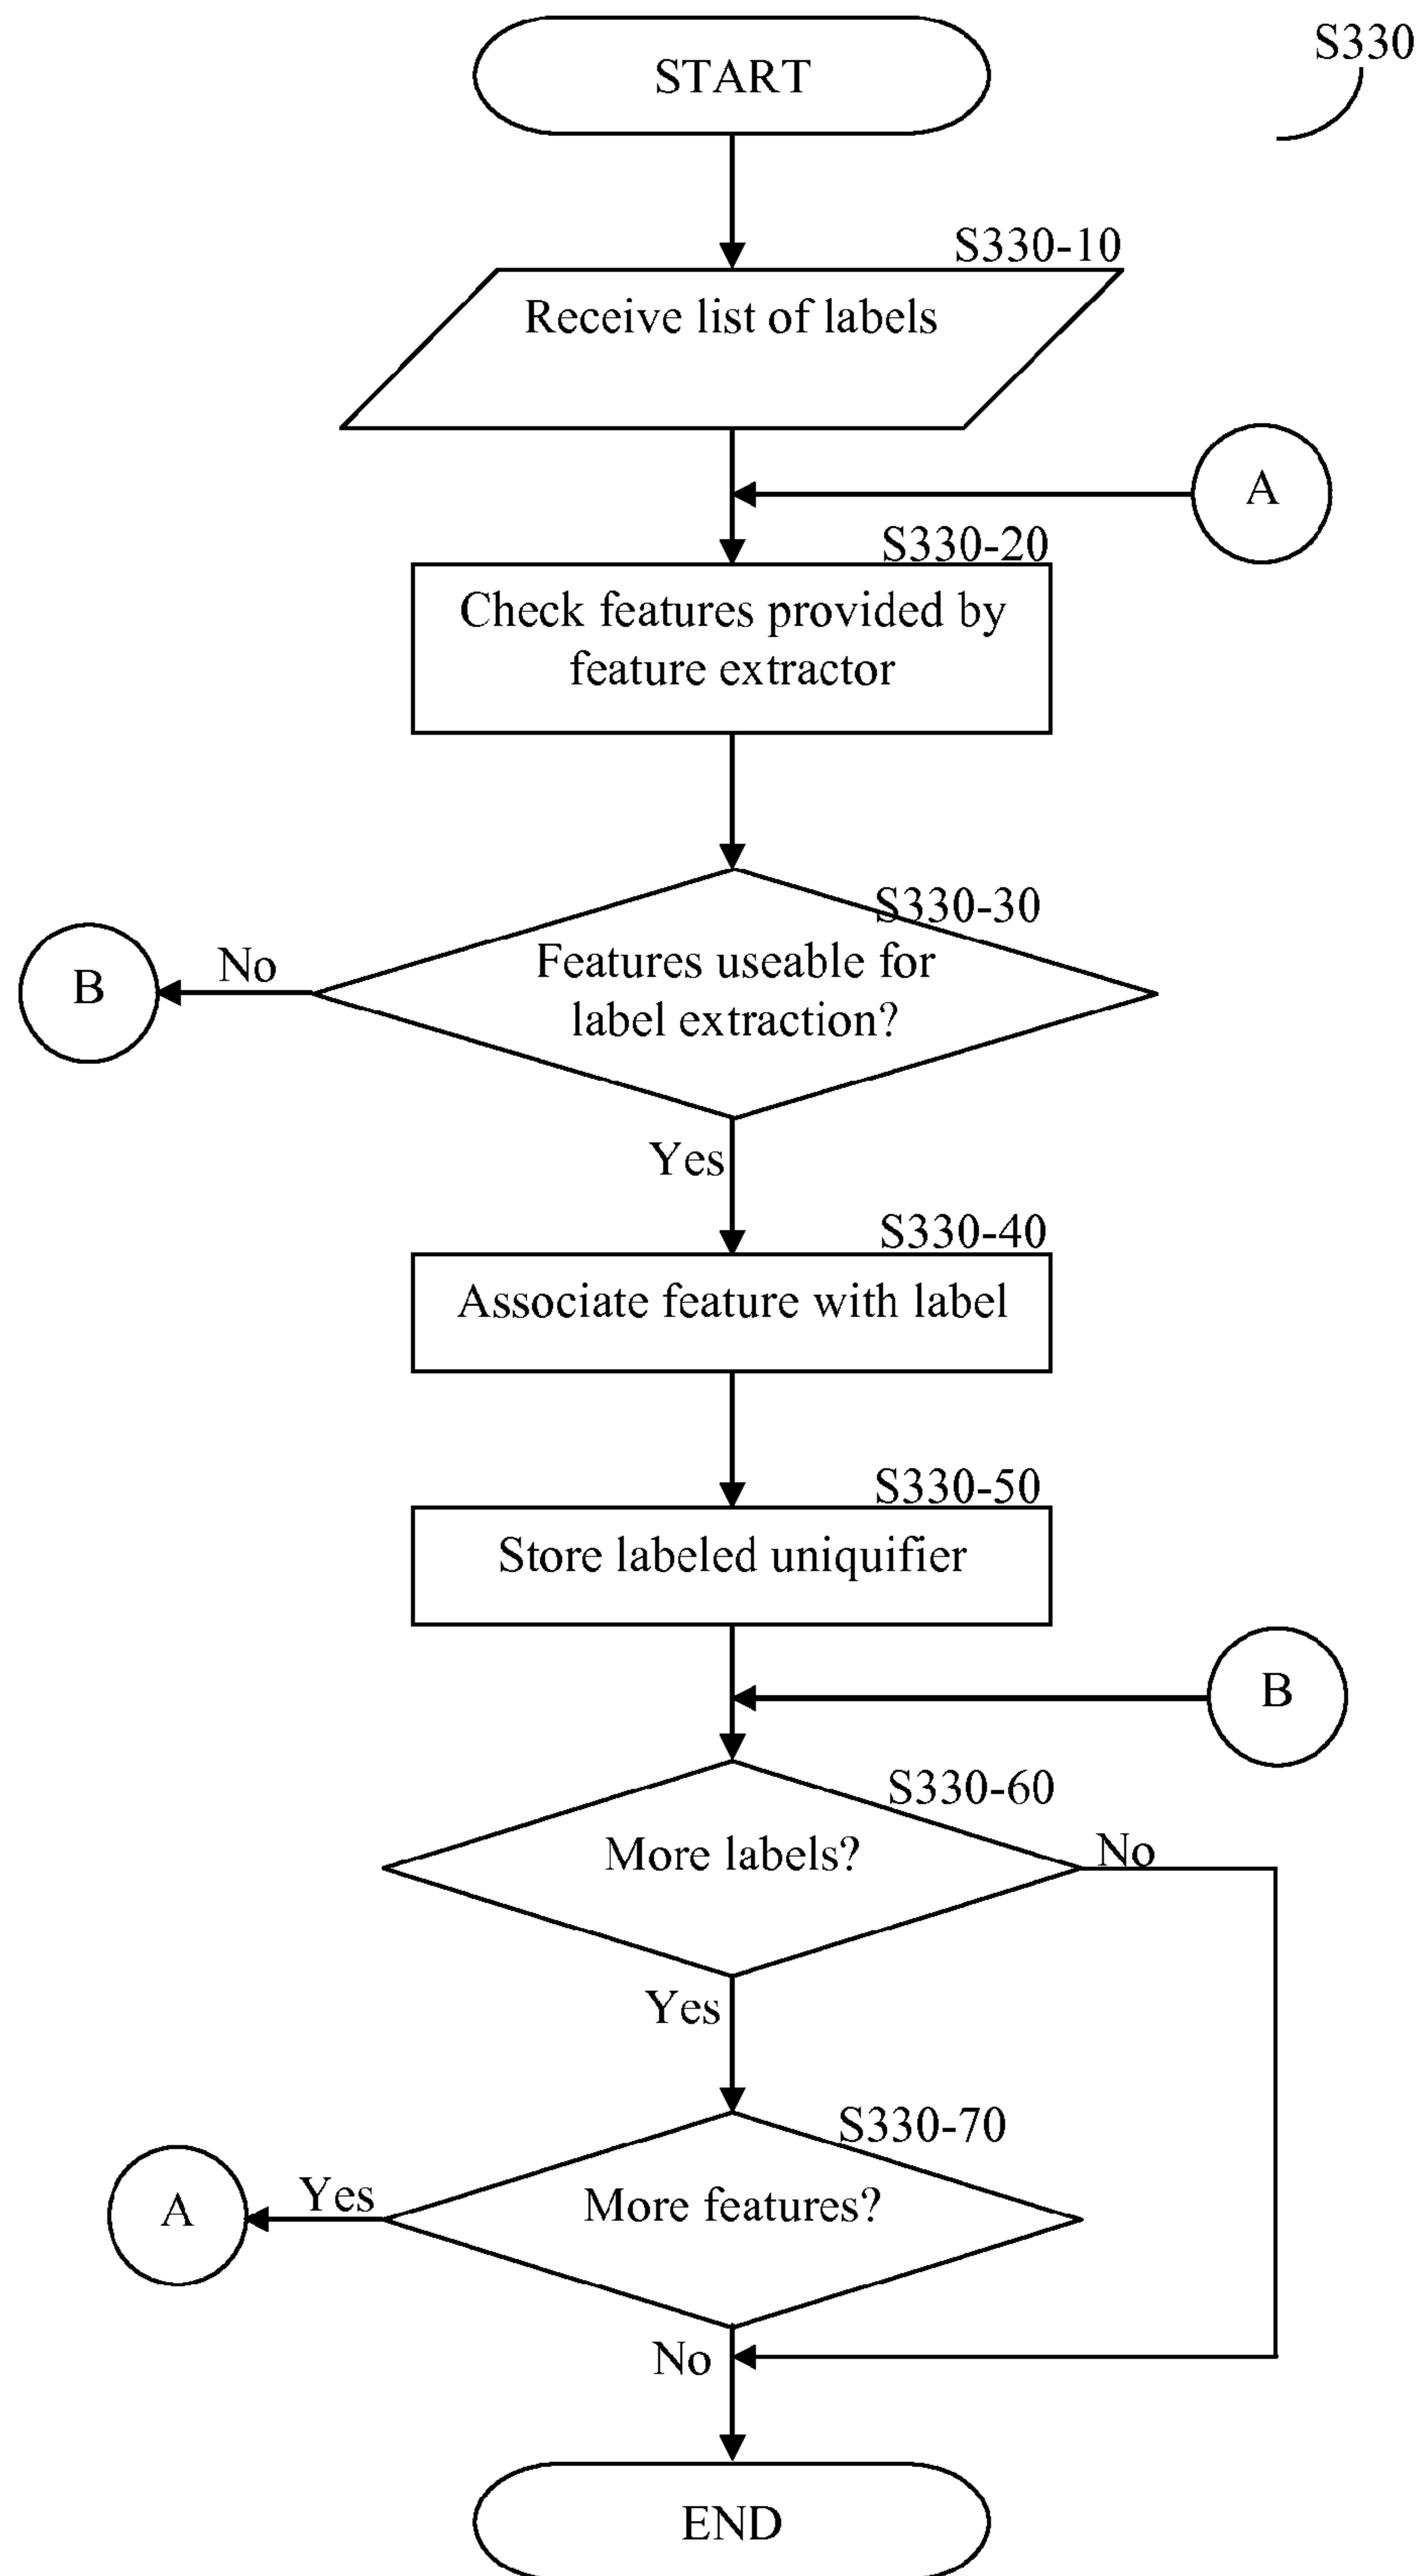 START
S330
S330-10
Receive list of labels
A
S330-20
Check features provided by
feature extractor
S330-30
Features useable for
label extraction?
No
B
Yes
S330-40
Associate feature with label
S330-50
Store labeled uniquifier
B
S330-60
More labels?
No
Yes
S330-70
More features?
Yes
A
No
END